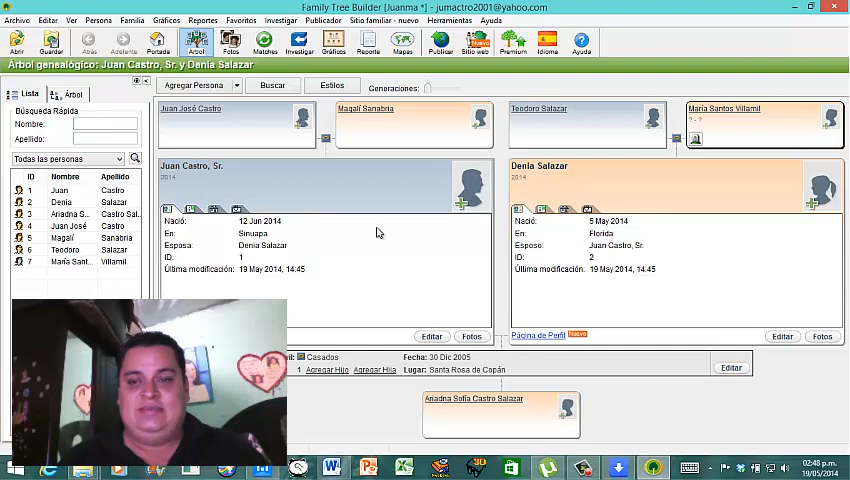 Family Tree Builder [Juanma *] - jumactro2001@yahoo.com
Archivo Editar Ver Persona Familia Gráficos Reportes Favoritos Investigar Publicador Sitio familiar - nuevo Herramientas Ayuda
Nuevo
Abrir Guardar Atrás Adelante Portada Árbol Fotos Matches Investigar Gráficos Reporte Mapas Publicar Sitio web Premium Idioma Ayuda
Árbol genealógico: Juan Castro, Sr. y Denia Salazar
Lista Árbol
Búsqueda Rápida
Nombre:
Apellido:
Todas las personas
ID Nombre Apellido
1 Juan Castro
2 Denia Salazar
3 Ariadna S... Castro Sal...
4 Juan José Castro
5 Magalí Sanabria
6 Teodoro Salazar
7 María Sant... Villamil
Agregar Persona Buscar Estilos Generaciones:
Juan José Castro
Magalí Sanabria
Teodoro Salazar
María Santos Villamil
? - ?
Juan Castro, Sr.
2014
Nació: 12 Jun 2014
En: Sinuapa
Esposa: Denia Salazar
ID: 1
Última modificación: 19 May 2014, 14:45
Editar Fotos
Denia Salazar
2014
Nació: 5 May 2014
En: Florida
Esposo: Juan Castro, Sr.
ID: 2
Última modificación: 19 May 2014, 14:45
Página de Perfil Nuevo
Editar Fotos
Casados Fecha: 30 Dic 2005
1 Agregar Hijo Agregar Hija Lugar: Santa Rosa de Copán
Editar
Ariadna Sofía Castro Salazar
02:48 p.m.
19/05/2014